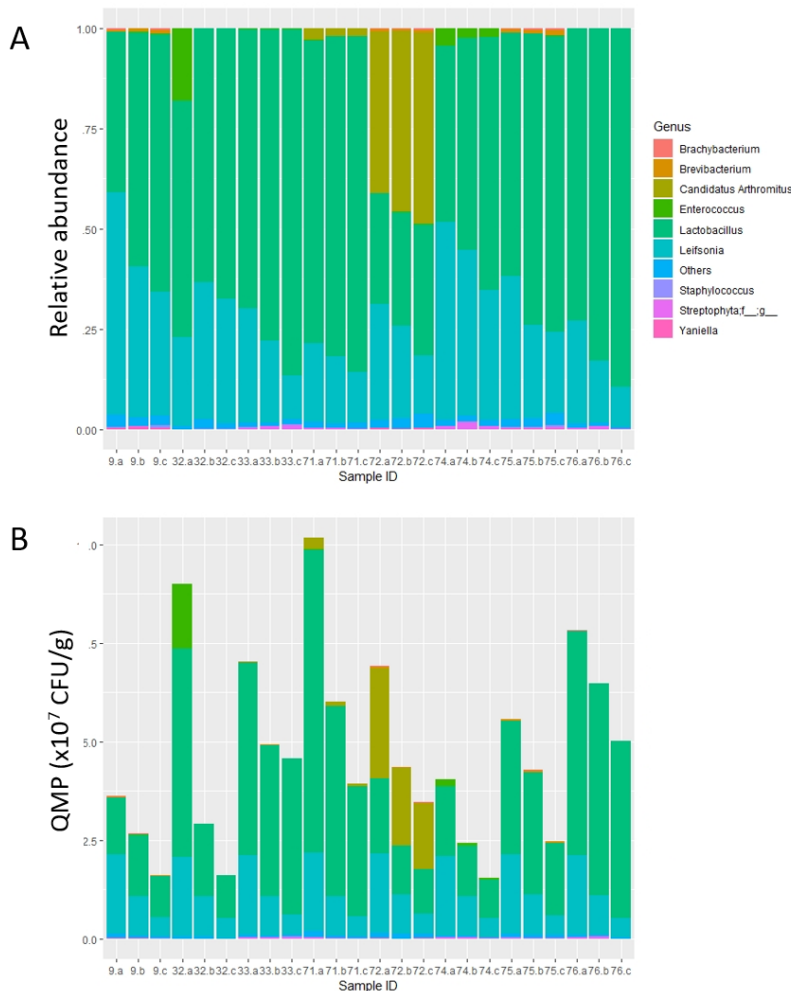 A
Relative abundance
1.00
.75
.50
.25
0.00
9.a 9.b 9.c 32.a 32.b 32.c 33.a 33.b 33.c 71.a 71.b 71.c 72.a 72.b 72.c 74.a 74.b 74.c 75.a 75.b 75.c 76.a 76.b 76.c
Sample ID
Genus
Brachybacterium
Brevibacterium
Candidatus Arthromitus
Enterococcus
Lactobacillus
Leifsonia
Others
Staphylococcus
Streptophyta;f__;g__
Yaniella
B
QMP (x10⁷ CFU/g)
.0
.5
5.0
2.5
0.0
9.a 9.b 9.c 32.a 32.b 32.c 33.a 33.b 33.c 71.a 71.b 71.c 72.a 72.b 72.c 74.a 74.b 74.c 75.a 75.b 75.c 76.a 76.b 76.c
Sample ID